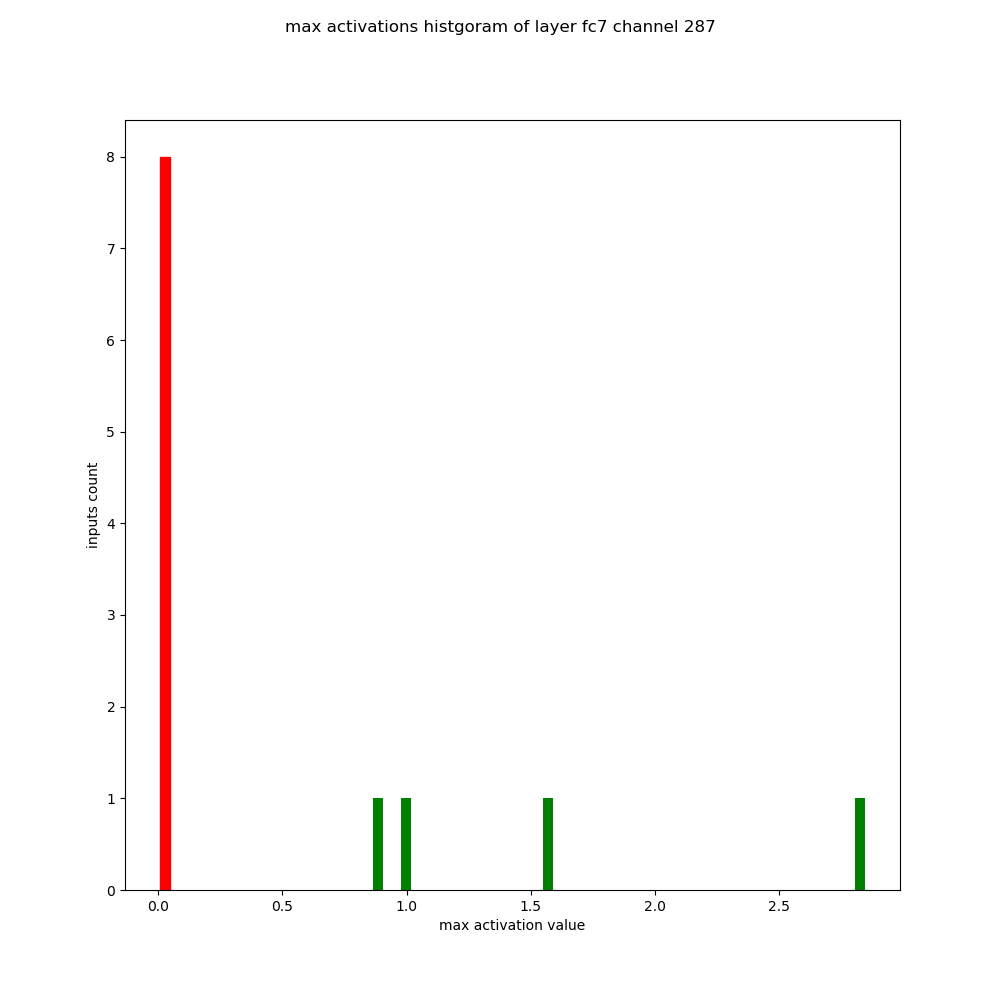 max activations histgoram of layer fc7 channel 287
8
7
6
5
4
3
2
1
0
inputs count
0.0 0.5 1.0 1.5 2.0 2.5
max activation value